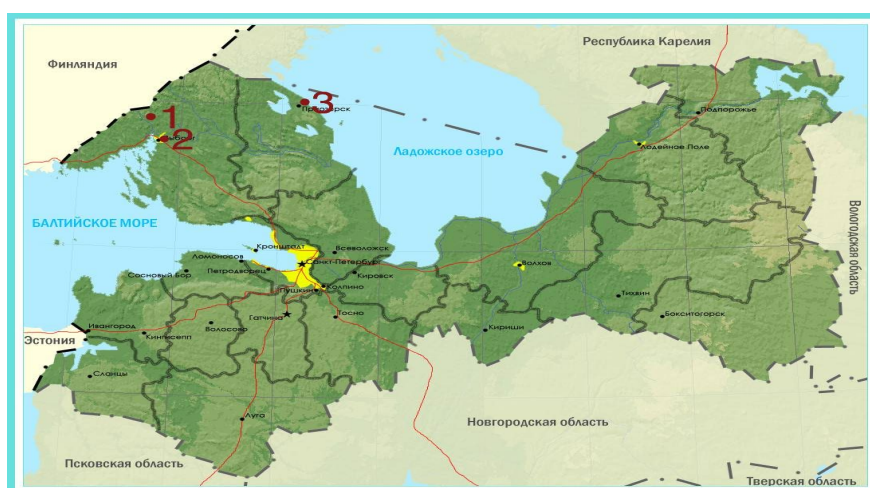 Республика Карелия
Финляндия
1
3
Приозерск
Подпорожье
2
Лодейное Поле
Ладожское озеро
БАЛТИЙСКОЕ МОРЕ
Вологодская область
Кронштадт
Всеволожск
Ломоносов
Санкт-Петербург
Петродворец
Волхов
Сосновый Бор
Кировск
Пушкин
Колпино
Тихвин
Гатчина
Тосно
Бокситогорск
Ивангород
Волосово
Кириши
Кингисепп
Эстония
Сланцы
Луга
Новгородская область
Псковская область
Тверская область